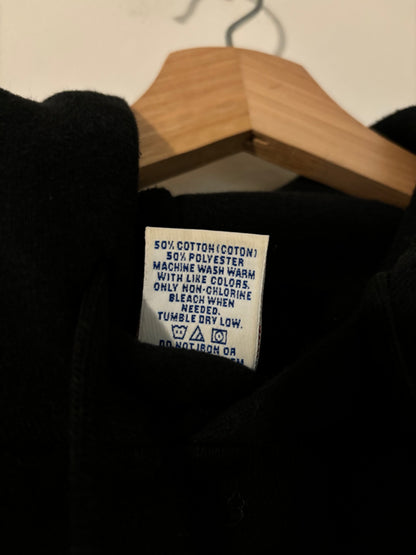 50% COTTON (COTON)
50% POLYESTER
MACHINE WASH WARM
WITH LIKE COLORS.
ONLY NON-CHLORINE
BLEACH WHEN
NEEDED.
TUMBLE DRY LOW.
DO NOT IRON OR